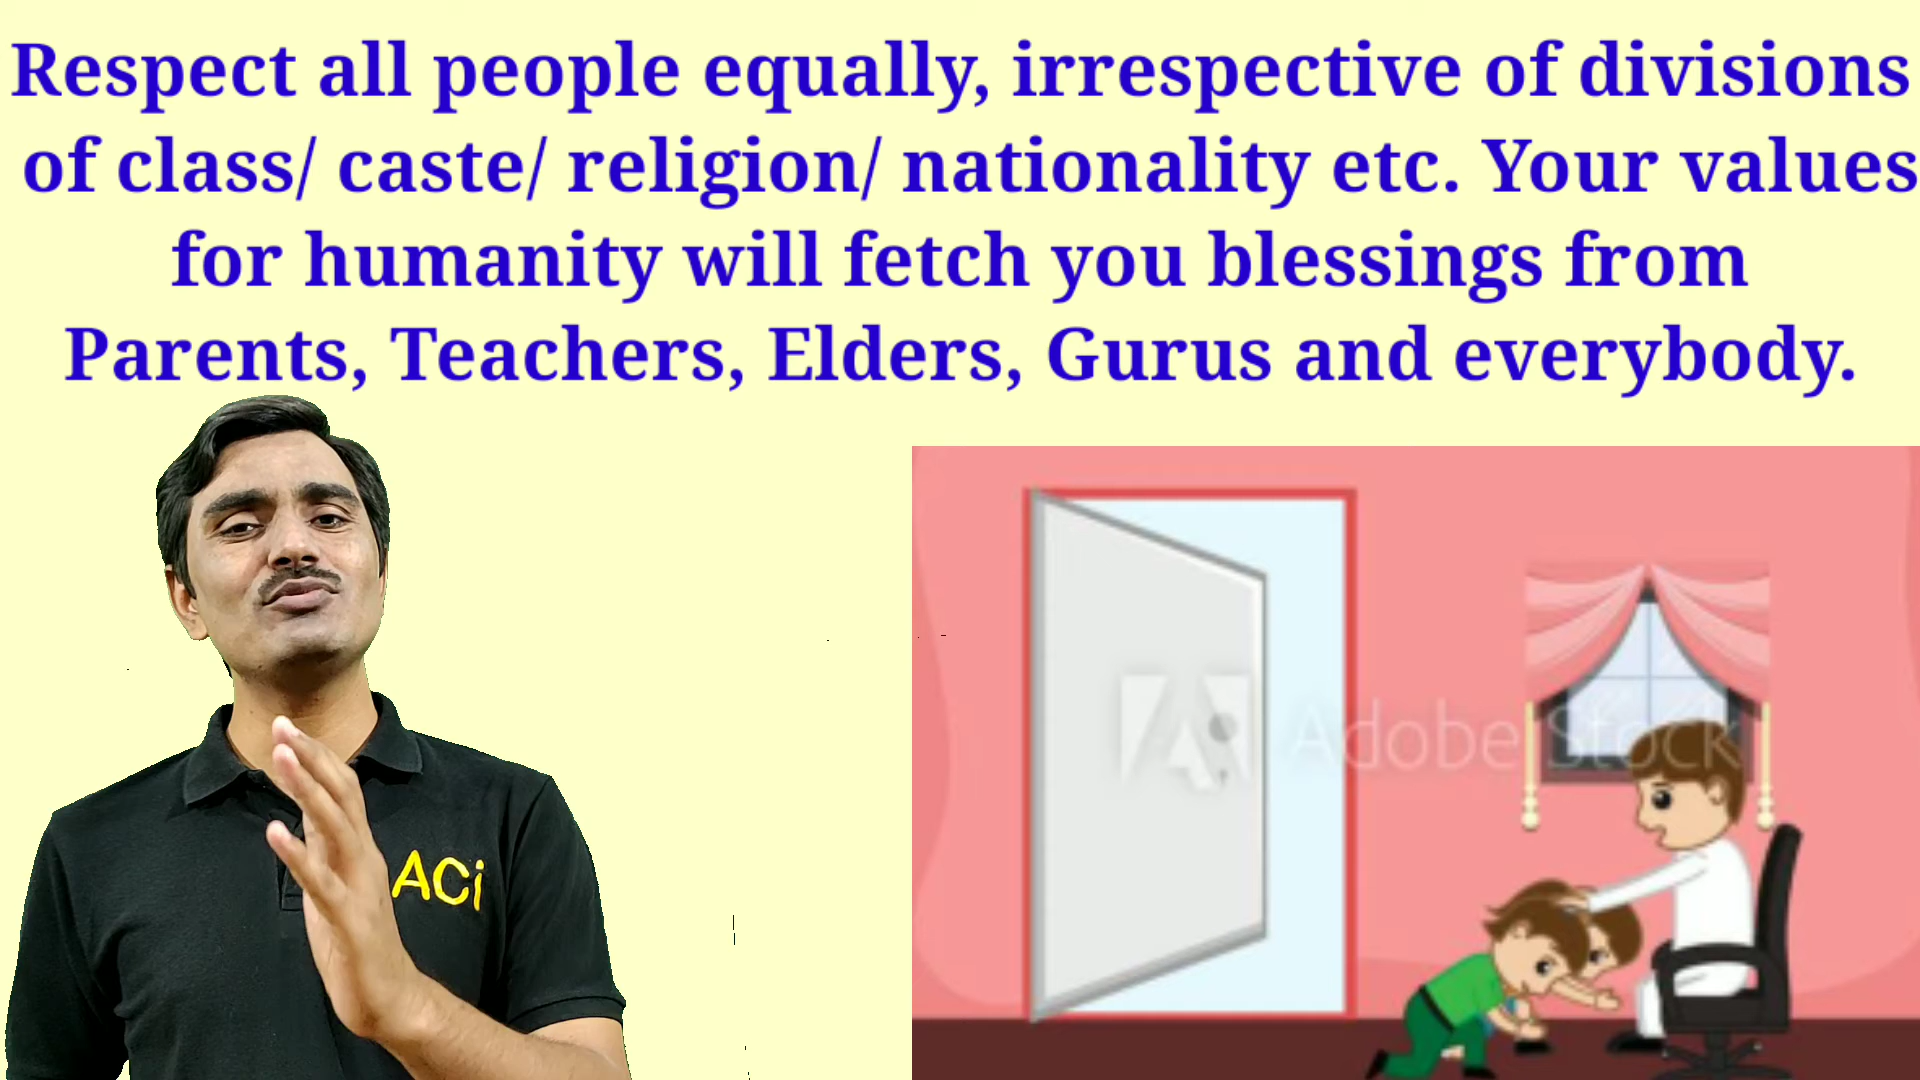 Respect all people equally, irrespective of divisions
of class/ caste/ religion/ nationality etc. Your values
for humanity will fetch you blessings from
Parents, Teachers, Elders, Gurus and everybody.
ACi
Adobe Stock